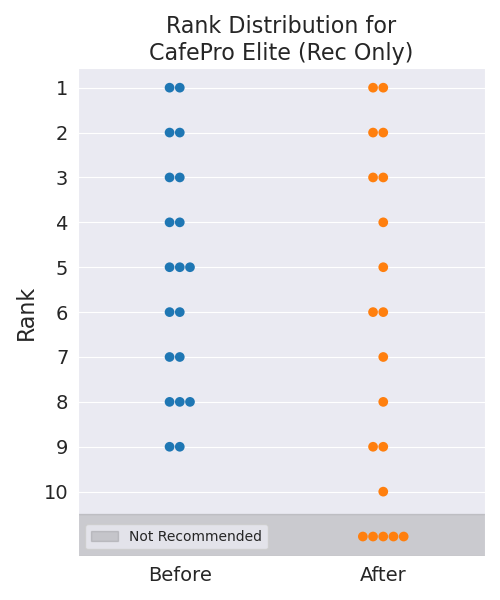 Rank Distribution for
CafePro Elite (Rec Only)
Rank
1
2
3
4
5
6
7
8
9
10
Not Recommended
Before
After